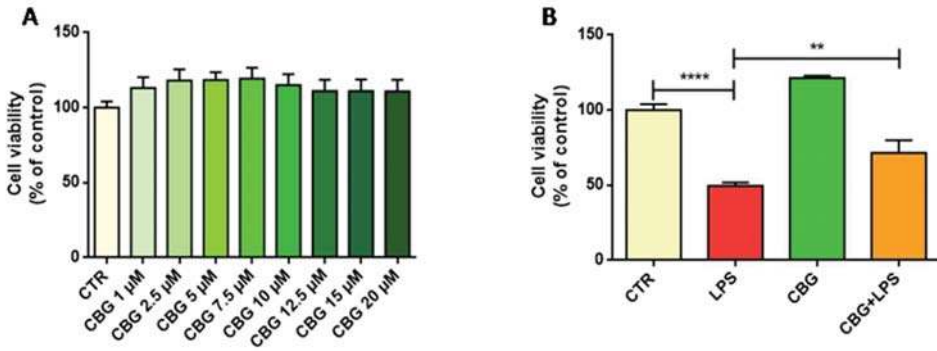 A
Cell viability
(% of control)
150
100
50
0
CTR
CBG 1 µM
CBG 2.5 µM
CBG 5 µM
CBG 7.5 µM
CBG 10 µM
CBG 12.5 µM
CBG 15 µM
CBG 20 µM
B
Cell viability
(% of control)
150
100
50
0
****
**
CTR
LPS
CBG
CBG+LPS